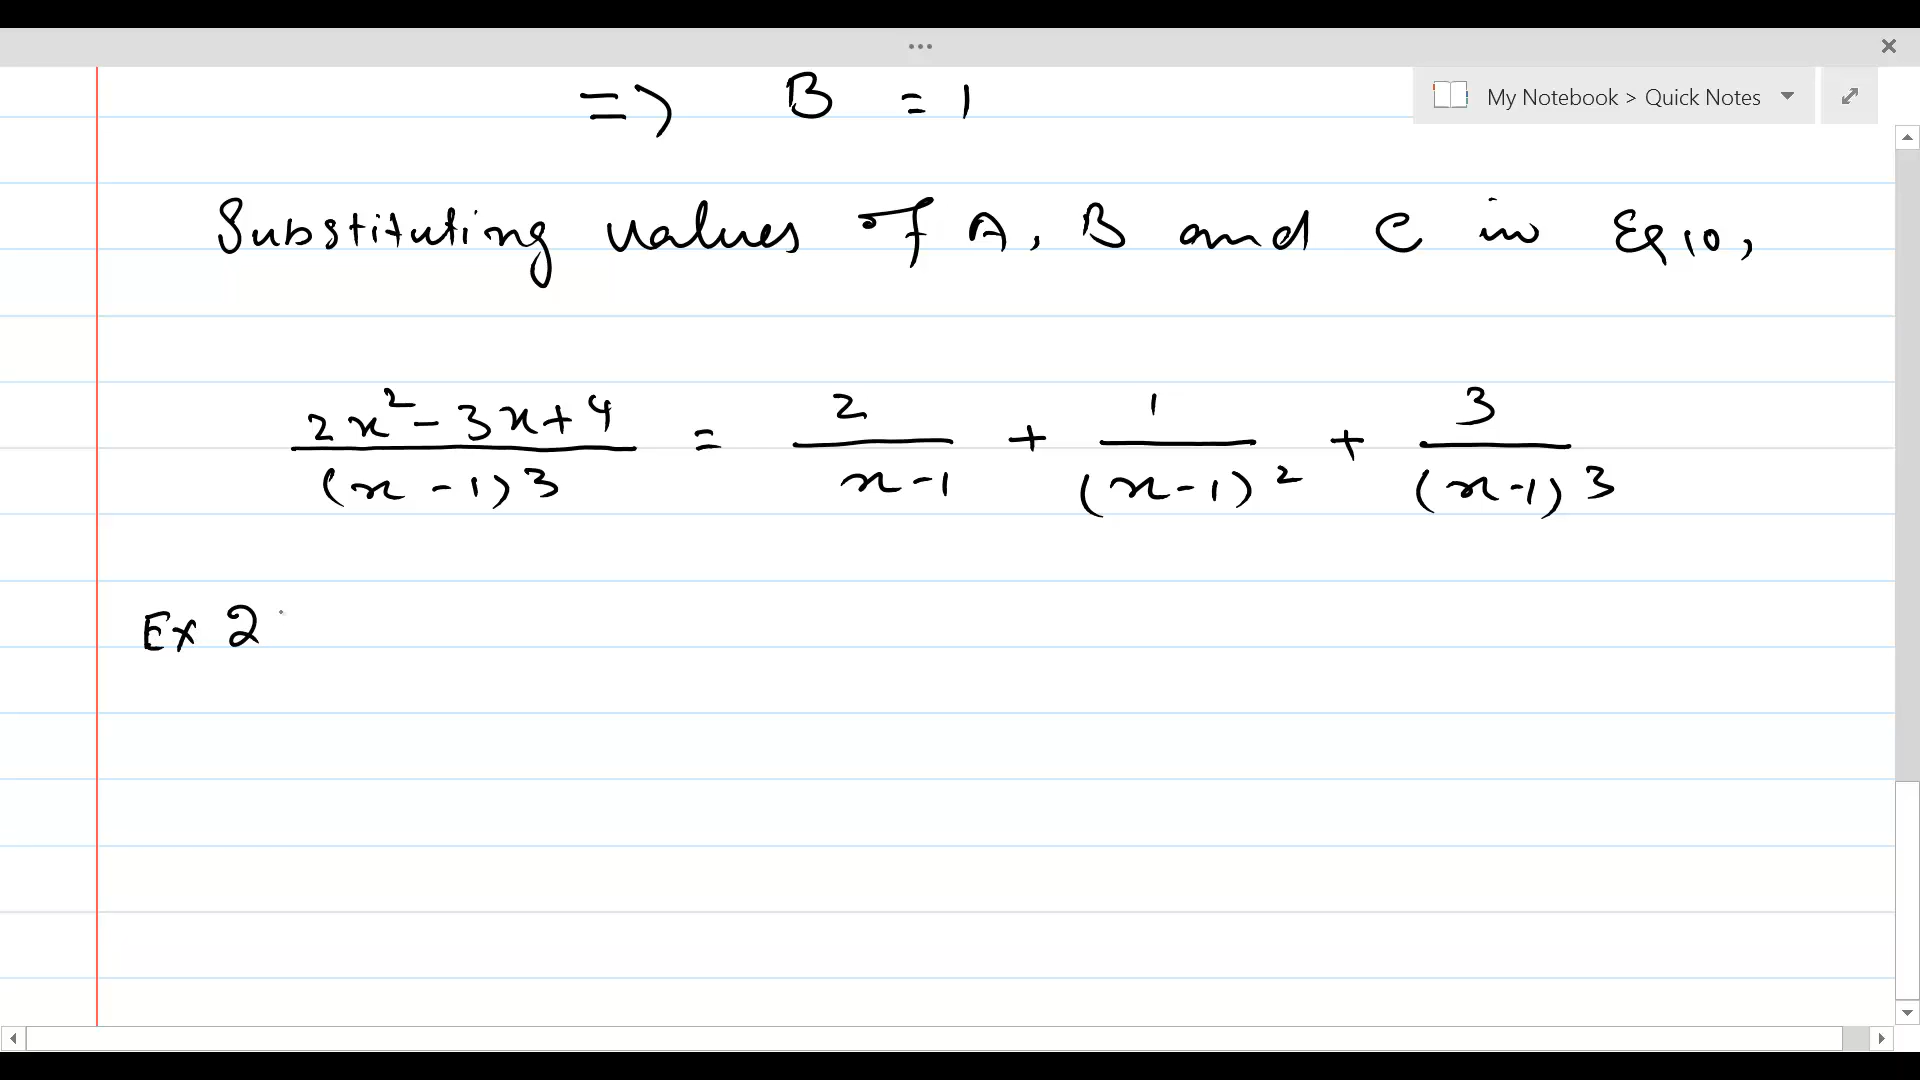 ...
=> B = 1
My Notebook > Quick Notes
Substituting values of A, B and C in Eq 10,
(2x² - 3x + 4)/(x - 1)³ = 2/(x - 1) + 1/(x - 1)² + 3/(x - 1)³
Ex 2